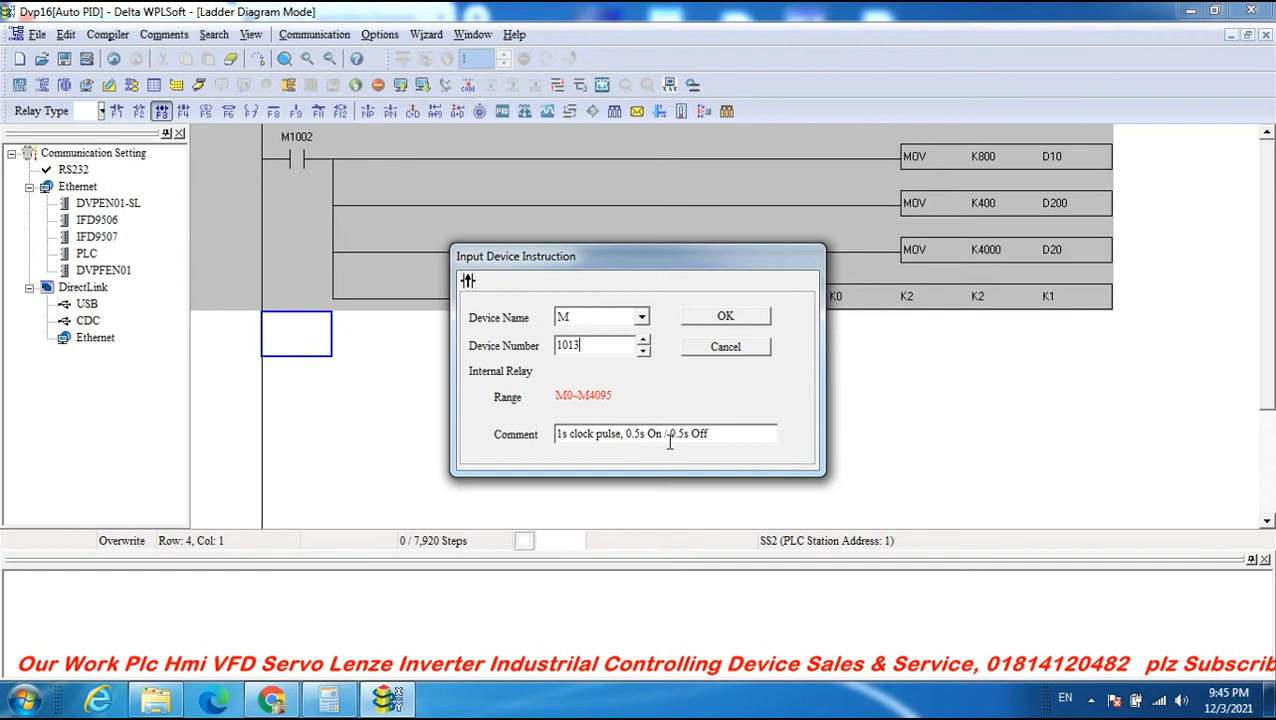 Dvp16[Auto PID] - Delta WPLSoft - [Ladder Diagram Mode]
File Edit Compiler Comments Search View Communication Options Wizard Window Help
1
Relay Type
Communication Setting
RS232
Ethernet
DVPEN01-SL
IFD9506
IFD9507
PLC
DVPFEN01
DirectLink
USB
CDC
Ethernet
M1002
MOV K800 D10
MOV K400 D200
MOV K4000 D20
K0 K2 K2 K1
Input Device Instruction
Device Name M OK
Device Number 1013 Cancel
Internal Relay
Range M0~M4095
Comment 1s clock pulse, 0.5s On / 0.5s Off
Overwrite Row: 4, Col: 1 0 / 7,920 Steps SS2 (PLC Station Address: 1)
Our Work Plc Hmi VFD Servo Lenze Inverter Industrilal Controlling Device Sales & Service, 01814120482 plz Subscrib
EN 9:45 PM
12/3/2021